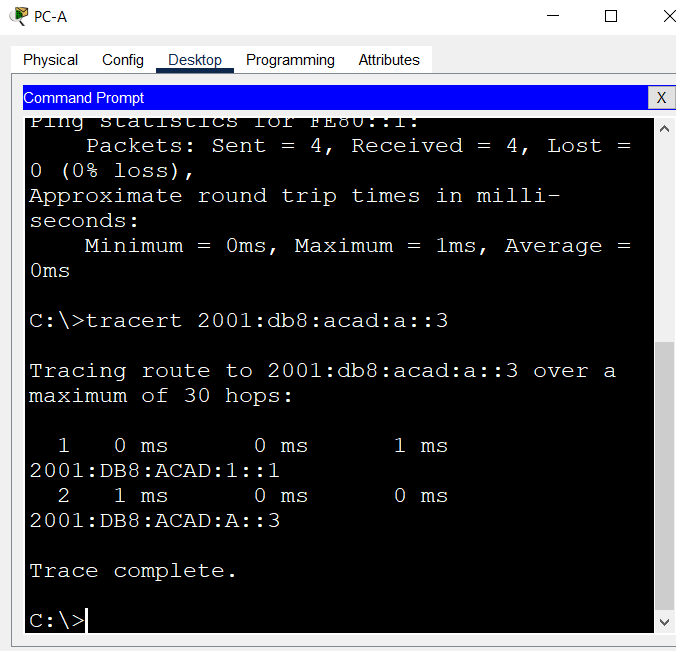 PC-A
Physical Config Desktop Programming Attributes
Command Prompt X
Ping statistics for FE80::1:
    Packets: Sent = 4, Received = 4, Lost =
0 (0% loss),
Approximate round trip times in milli-
seconds:
    Minimum = 0ms, Maximum = 1ms, Average =
0ms
C:\>tracert 2001:db8:acad:a::3
Tracing route to 2001:db8:acad:a::3 over a
maximum of 30 hops:
  1   0 ms      0 ms      1 ms
2001:DB8:ACAD:1::1
  2   1 ms      0 ms      0 ms
2001:DB8:ACAD:A::3
Trace complete.
C:\>